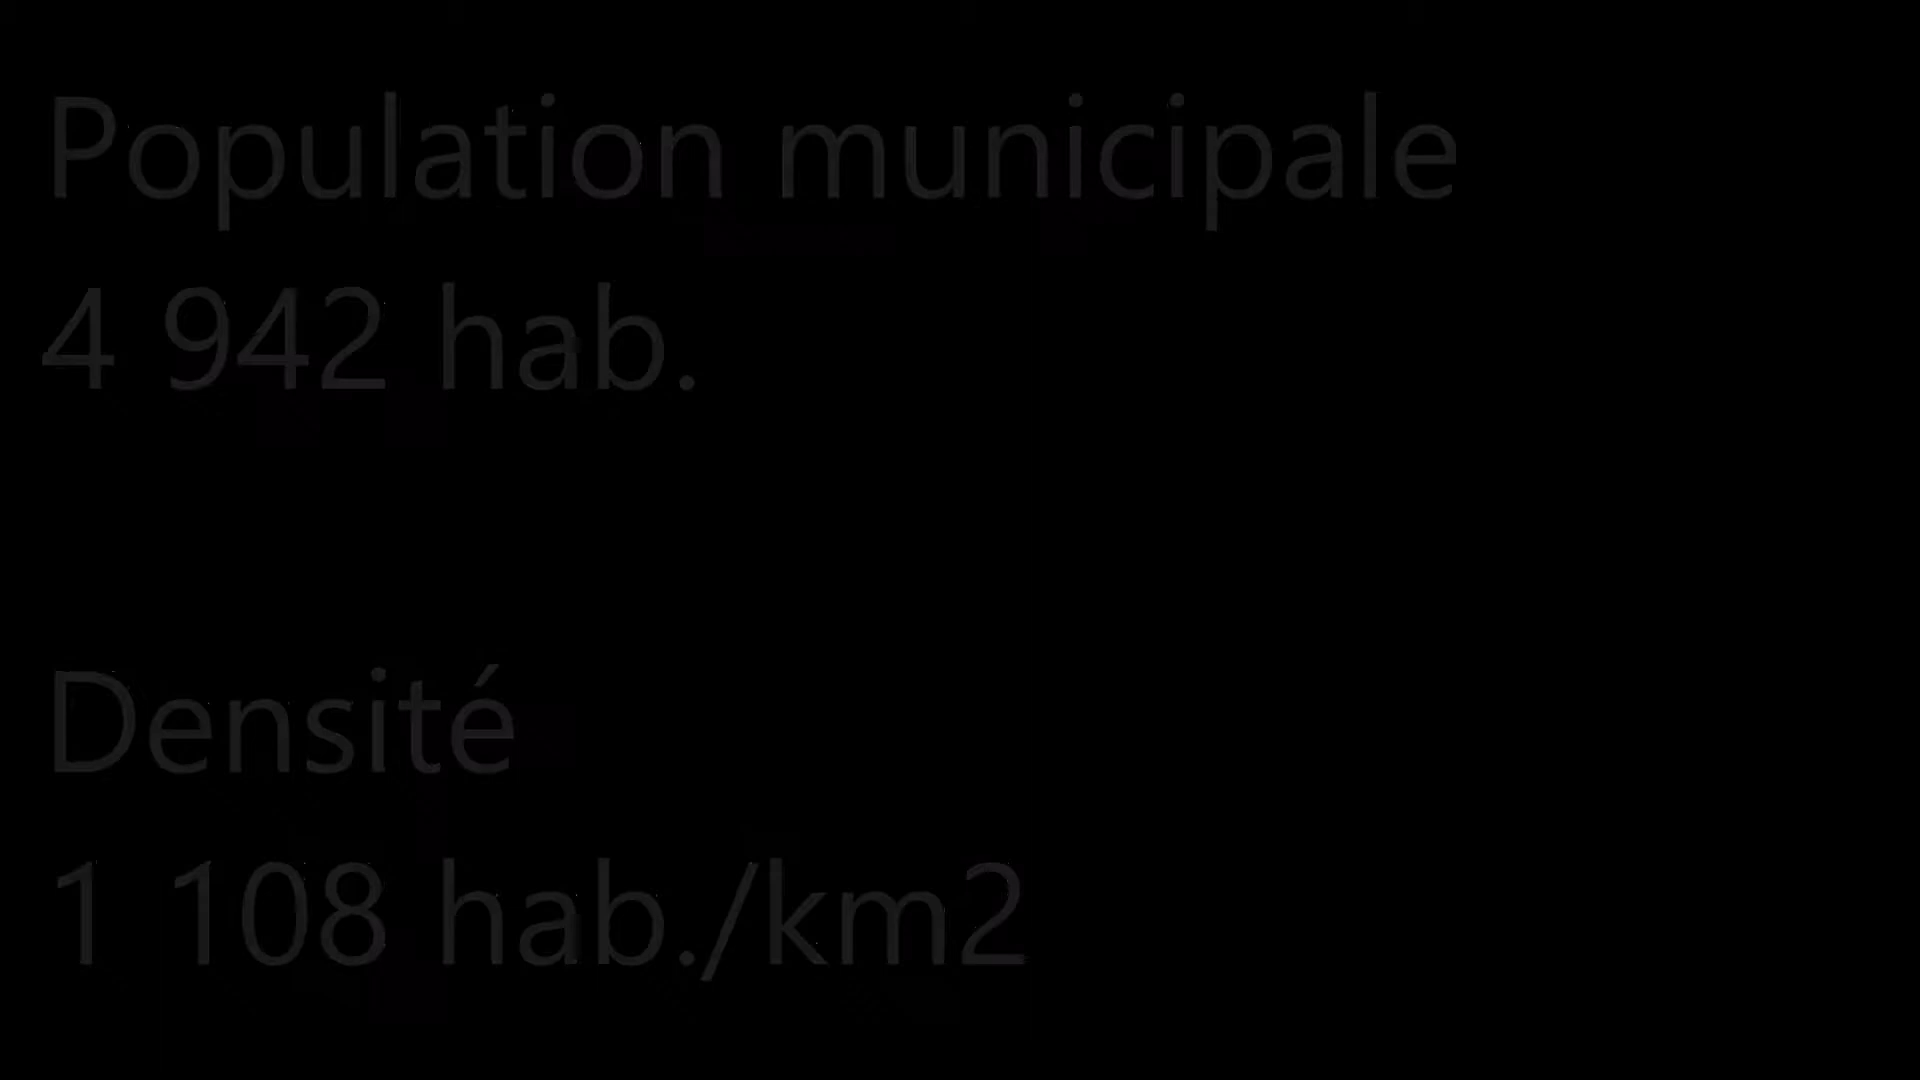 Population municipale
4 942 hab.
Densité
1 108 hab./km2